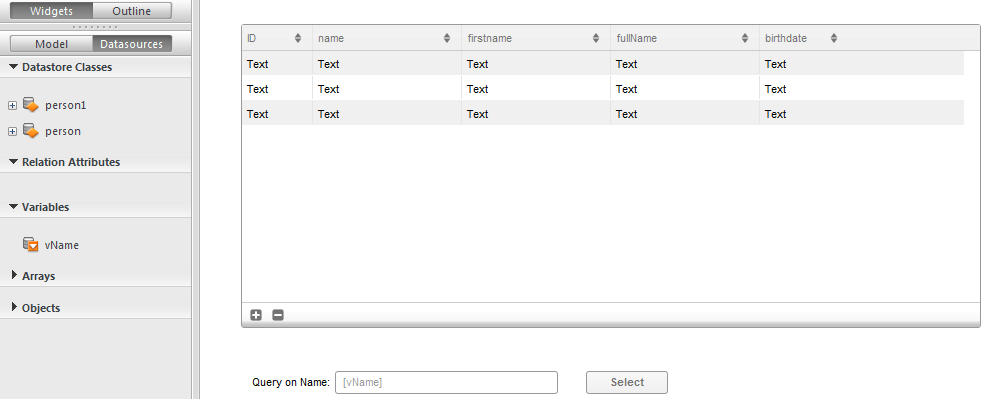 Widgets Outline
Model Datasources
Datastore Classes
person1
person
Relation Attributes
Variables
vName
Arrays
Objects
ID name firstname fullName birthdate
Text Text Text Text Text
Text Text Text Text Text
Text Text Text Text Text
Query on Name: [vName] Select